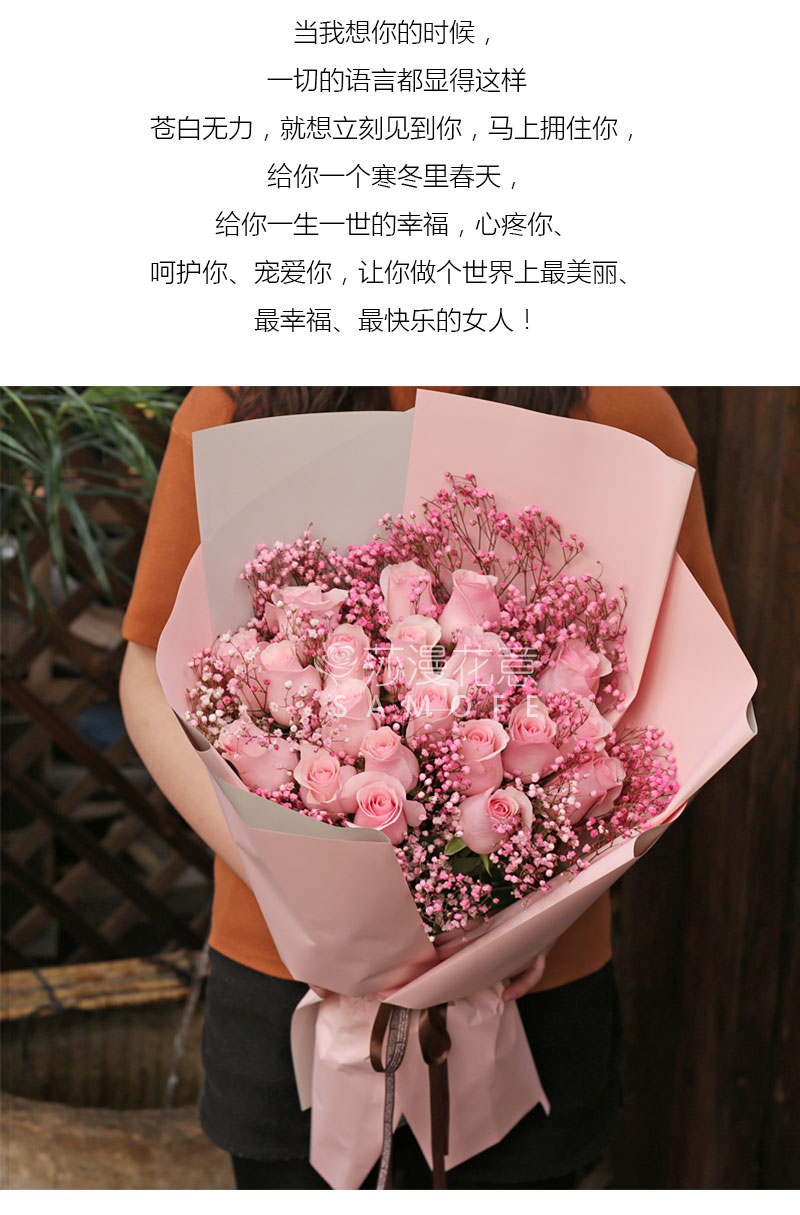 当我想你的时候，
一切的语言都显得这样
苍白无力，就想立刻见到你，马上拥住你，
给你一个寒冬里春天，
给你一生一世的幸福，心疼你、
呵护你、宠爱你，让你做个世界上最美丽、
最幸福、最快乐的女人！
莎漫花意
SAMOFE